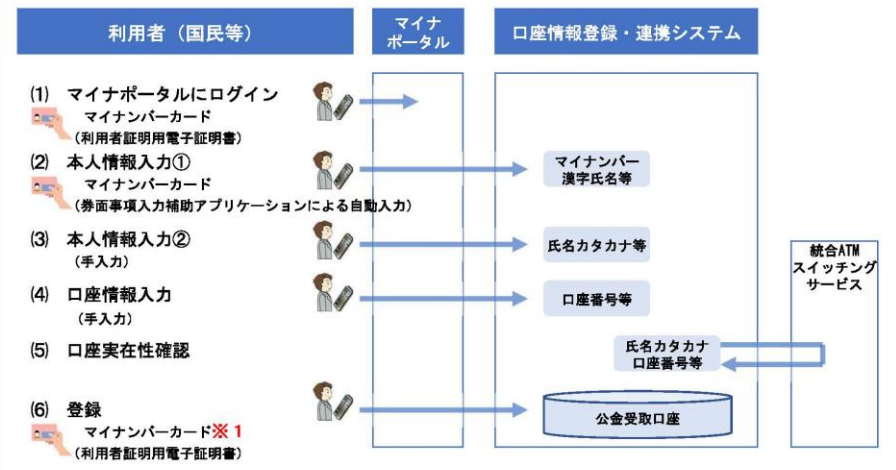 利用者（国民等）
マイナ
ポータル
口座情報登録・連携システム
(1) マイナポータルにログイン
マイナンバーカード
（利用者証明用電子証明書）
(2) 本人情報入力①
マイナンバーカード
（券面事項入力補助アプリケーションによる自動入力）
マイナンバー
漢字氏名等
(3) 本人情報入力②
（手入力）
氏名カタカナ等
統合ATM
スイッチング
サービス
(4) 口座情報入力
（手入力）
口座番号等
(5) 口座実在性確認
氏名カタカナ
口座番号等
(6) 登録
マイナンバーカード※1
（利用者証明用電子証明書）
公金受取口座